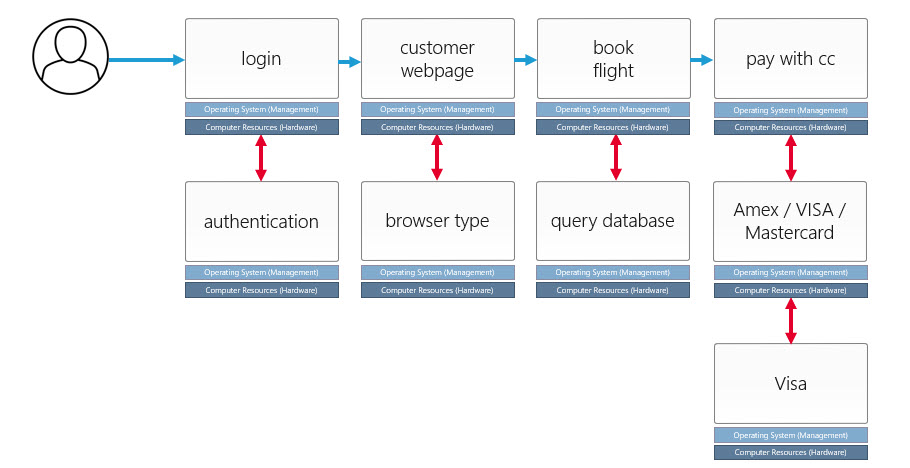 login
customer
webpage
book
flight
pay with cc
Operating System (Management)
Operating System (Management)
Operating System (Management)
Operating System (Management)
Computer Resources (Hardware)
Computer Resources (Hardware)
Computer Resources (Hardware)
Computer Resources (Hardware)
authentication
browser type
query database
Amex / VISA /
Mastercard
Operating System (Management)
Operating System (Management)
Operating System (Management)
Operating System (Management)
Computer Resources (Hardware)
Computer Resources (Hardware)
Computer Resources (Hardware)
Computer Resources (Hardware)
Visa
Operating System (Management)
Computer Resources (Hardware)